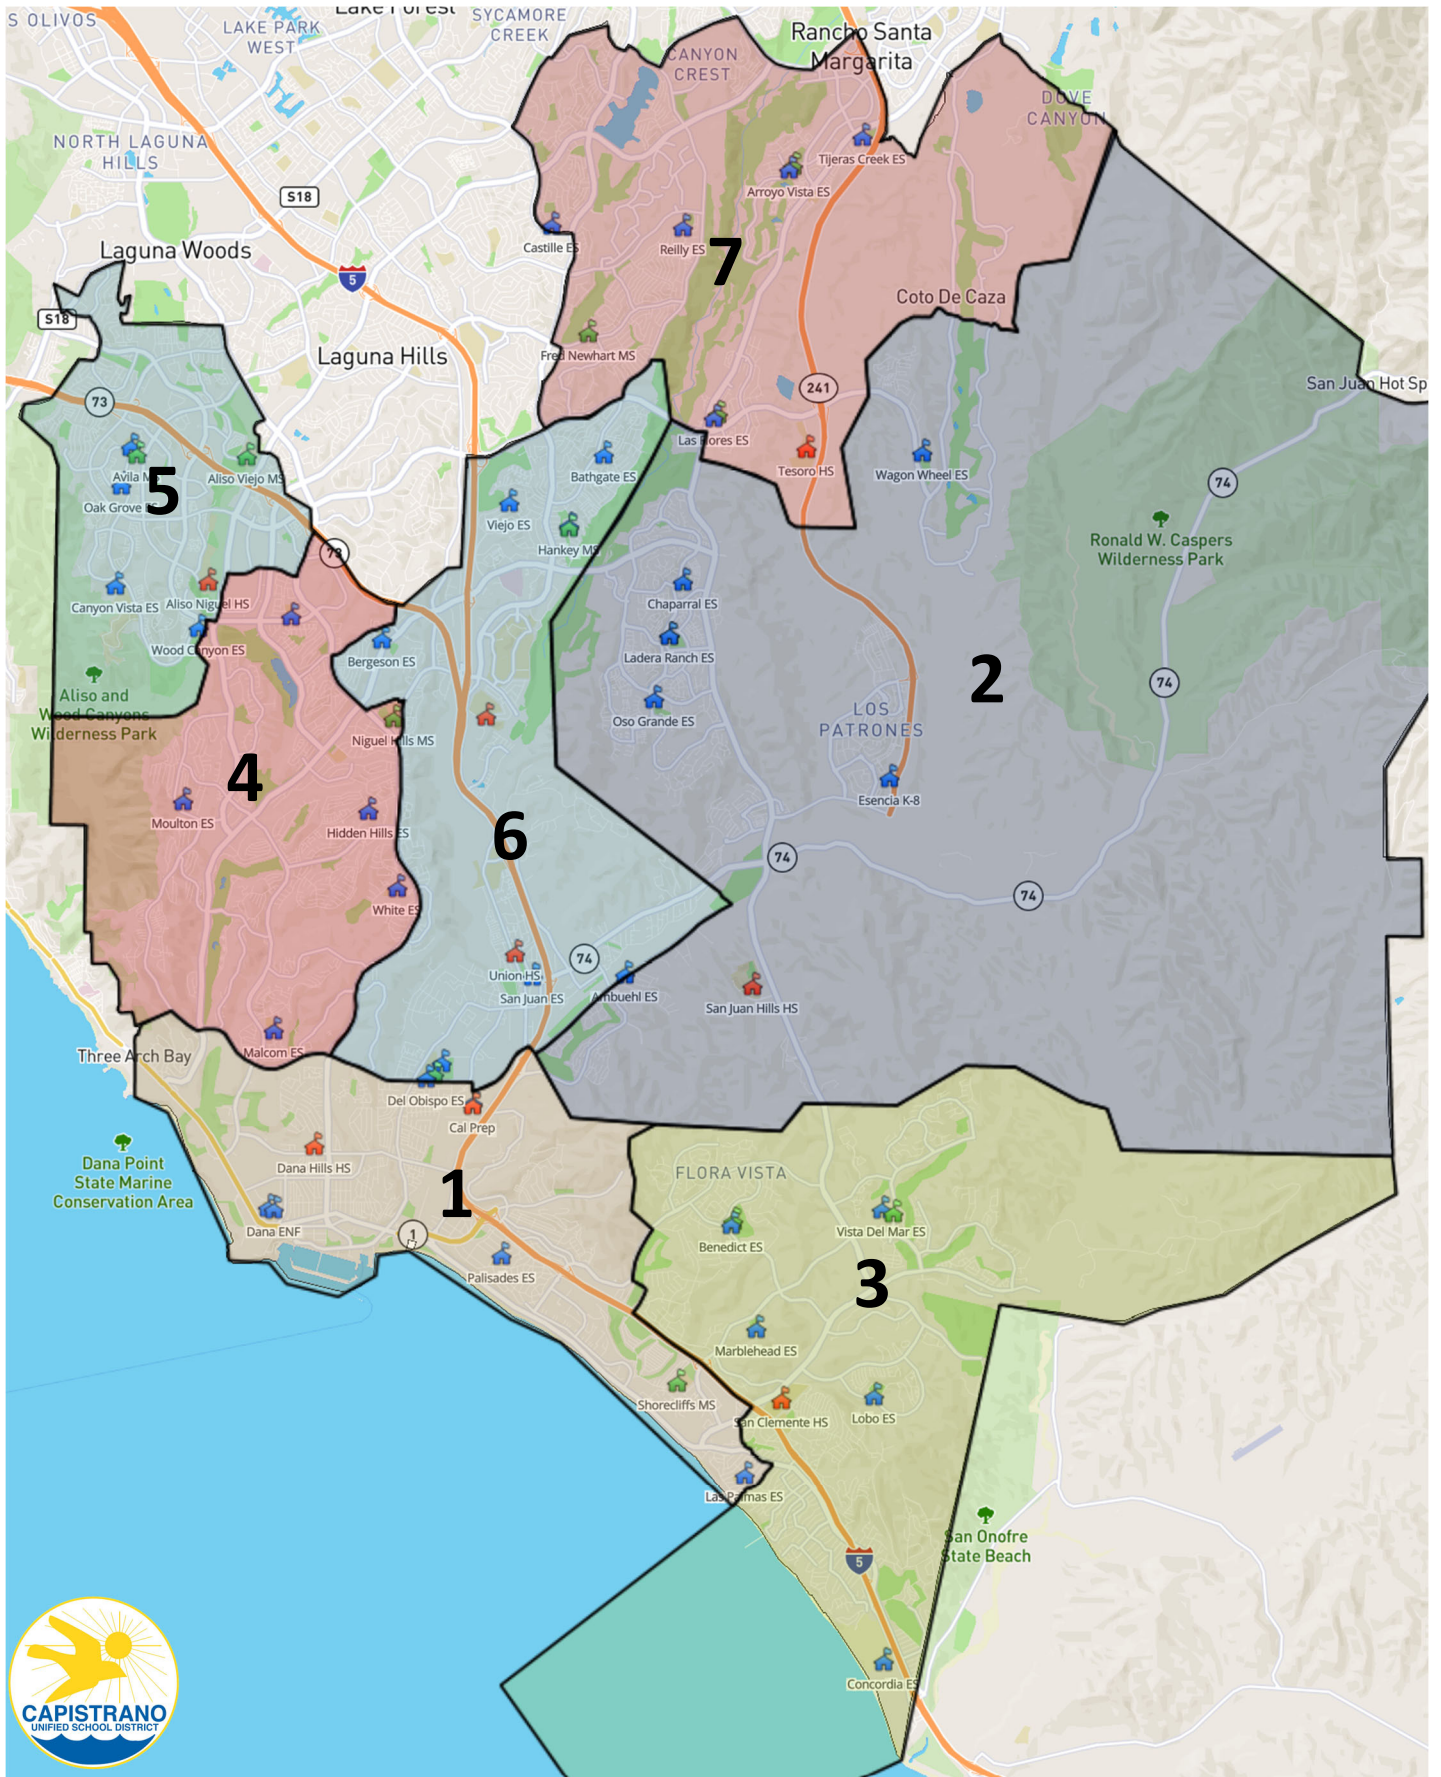 S OLIVOS
Lake Forest
LAKE PARK
WEST
SYCAMORE
CREEK
CANYON
CREST
Rancho Santa
Margarita
DOVE
CANYON
NORTH LAGUNA
HILLS
Tijeras Creek ES
Arroyo Vista ES
S18
Castille ES
Reilly ES
7
Laguna Woods
5
Coto De Caza
S18
Laguna Hills
Fred Newhart MS
San Juan Hot Sp
73
241
Las Flores ES
Tesoro HS
Wagon Wheel ES
Avila M
Aliso Viejo MS
5
Oak Grove E
Bathgate ES
Viejo ES
Hankey MS
74
Ronald W. Caspers
Wilderness Park
73
Canyon Vista ES
Aliso Niguel HS
Chaparral ES
Wood Canyon ES
Bergeson ES
Ladera Ranch ES
2
74
Aliso and
Wood Canyons
Wilderness Park
Niguel Hills MS
Oso Grande ES
LOS
PATRONES
4
Moulton ES
Hidden Hills ES
6
Esencia K-8
74
74
White ES
74
Union HS
San Juan ES
Ambuehl ES
San Juan Hills HS
Three Arch Bay
Malcom ES
Del Obispo ES
Cal Prep
Dana Point
State Marine
Conservation Area
Dana Hills HS
1
FLORA VISTA
Dana ENF
1
Benedict ES
Vista Del Mar ES
Palisades ES
3
Marblehead ES
Shorecliffs MS
San Clemente HS
Lobo ES
Las Palmas ES
San Onofre
State Beach
5
Concordia ES
CAPISTRANO
UNIFIED SCHOOL DISTRICT